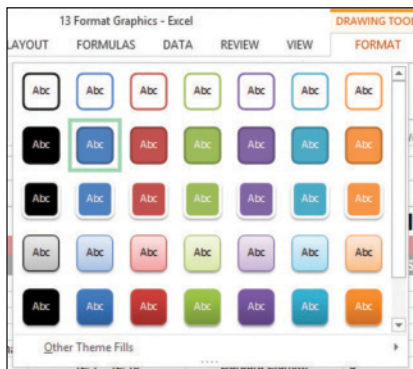 13 Format Graphics - Excel DRAWING TOO
LAYOUT FORMULAS DATA REVIEW VIEW FORMAT
Abc Abc Abc Abc Abc Abc Abc
Abc Abc Abc Abc Abc Abc Abc
Abc Abc Abc Abc Abc Abc Abc
Abc Abc Abc Abc Abc Abc Abc
Abc Abc Abc Abc Abc Abc Abc
Other Theme Fills